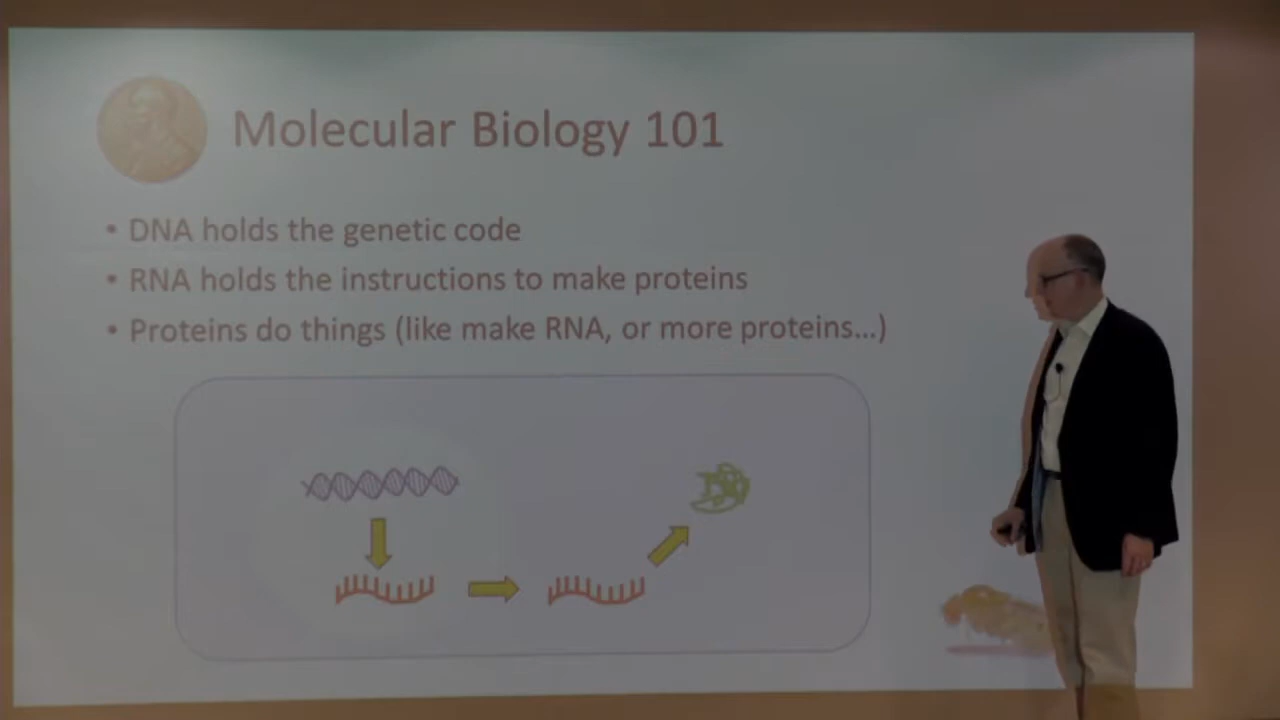 Molecular Biology 101
• DNA holds the genetic code
• RNA holds the instructions to make proteins
• Proteins do things (like make RNA, or more proteins...)